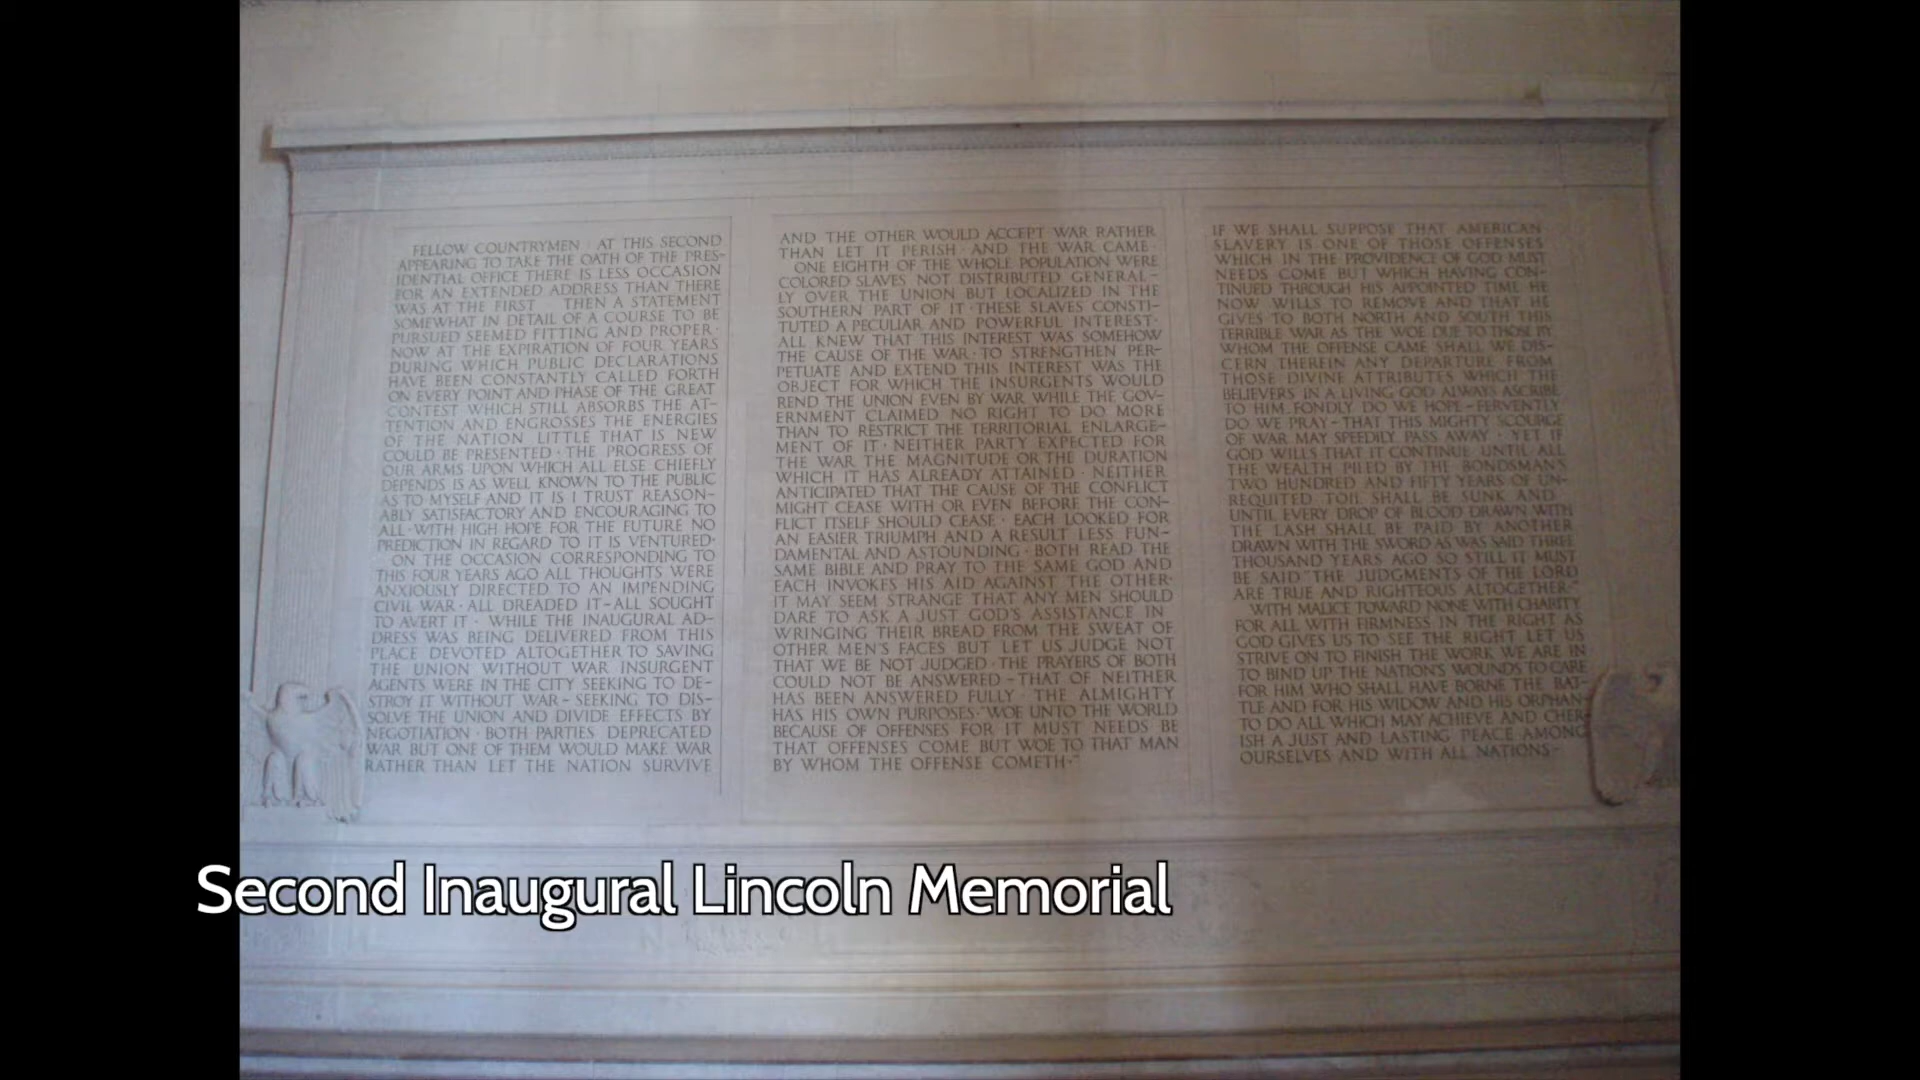 FELLOW COUNTRYMEN · AT THIS SECOND
APPEARING TO TAKE THE OATH OF THE PRES-
IDENTIAL OFFICE THERE IS LESS OCCASION
FOR AN EXTENDED ADDRESS THAN THERE
WAS AT THE FIRST THEN A STATEMENT
SOMEWHAT IN DETAIL OF A COURSE TO BE
PURSUED SEEMED FITTING AND PROPER·
NOW AT THE EXPIRATION OF FOUR YEARS
DURING WHICH PUBLIC DECLARATIONS
HAVE BEEN CONSTANTLY CALLED FORTH
ON EVERY POINT AND PHASE OF THE GREAT
CONTEST WHICH STILL ABSORBS THE AT-
TENTION AND ENGROSSES THE ENERGIES
OF THE NATION LITTLE THAT IS NEW
COULD BE PRESENTED · THE PROGRESS OF
OUR ARMS UPON WHICH ALL ELSE CHIEFLY
DEPENDS IS AS WELL KNOWN TO THE PUBLIC
AS TO MYSELF AND IT IS I TRUST REASON-
ABLY SATISFACTORY AND ENCOURAGING TO
ALL · WITH HIGH HOPE FOR THE FUTURE NO
PREDICTION IN REGARD TO IT IS VENTURED·
ON THE OCCASION CORRESPONDING TO
THIS FOUR YEARS AGO ALL THOUGHTS WERE
ANXIOUSLY DIRECTED TO AN IMPENDING
CIVIL WAR · ALL DREADED IT – ALL SOUGHT
TO AVERT IT · WHILE THE INAUGURAL AD-
DRESS WAS BEING DELIVERED FROM THIS
PLACE DEVOTED ALTOGETHER TO SAVING
THE UNION WITHOUT WAR INSURGENT
AGENTS WERE IN THE CITY SEEKING TO DE-
STROY IT WITHOUT WAR – SEEKING TO DIS-
SOLVE THE UNION AND DIVIDE EFFECTS BY
NEGOTIATION · BOTH PARTIES DEPRECATED
WAR BUT ONE OF THEM WOULD MAKE WAR
RATHER THAN LET THE NATION SURVIVE
AND THE OTHER WOULD ACCEPT WAR RATHER
THAN LET IT PERISH · AND THE WAR CAME ·
ONE EIGHTH OF THE WHOLE POPULATION WERE
COLORED SLAVES NOT DISTRIBUTED GENERAL-
LY OVER THE UNION BUT LOCALIZED IN THE
SOUTHERN PART OF IT · THESE SLAVES CONSTI-
TUTED A PECULIAR AND POWERFUL INTEREST·
ALL KNEW THAT THIS INTEREST WAS SOMEHOW
THE CAUSE OF THE WAR · TO STRENGTHEN PER-
PETUATE AND EXTEND THIS INTEREST WAS THE
OBJECT FOR WHICH THE INSURGENTS WOULD
REND THE UNION EVEN BY WAR WHILE THE GOV-
ERNMENT CLAIMED NO RIGHT TO DO MORE
THAN TO RESTRICT THE TERRITORIAL ENLARGE-
MENT OF IT · NEITHER PARTY EXPECTED FOR
THE WAR THE MAGNITUDE OR THE DURATION
WHICH IT HAS ALREADY ATTAINED · NEITHER
ANTICIPATED THAT THE CAUSE OF THE CONFLICT
MIGHT CEASE WITH OR EVEN BEFORE THE CON-
FLICT ITSELF SHOULD CEASE · EACH LOOKED FOR
AN EASIER TRIUMPH AND A RESULT LESS FUN-
DAMENTAL AND ASTOUNDING · BOTH READ THE
SAME BIBLE AND PRAY TO THE SAME GOD AND
EACH INVOKES HIS AID AGAINST THE OTHER·
IT MAY SEEM STRANGE THAT ANY MEN SHOULD
DARE TO ASK A JUST GOD'S ASSISTANCE IN
WRINGING THEIR BREAD FROM THE SWEAT OF
OTHER MEN'S FACES BUT LET US JUDGE NOT
THAT WE BE NOT JUDGED · THE PRAYERS OF BOTH
COULD NOT BE ANSWERED – THAT OF NEITHER
HAS BEEN ANSWERED FULLY · THE ALMIGHTY
HAS HIS OWN PURPOSES· "WOE UNTO THE WORLD
BECAUSE OF OFFENSES FOR IT MUST NEEDS BE
THAT OFFENSES COME BUT WOE TO THAT MAN
BY WHOM THE OFFENSE COMETH·"
IF WE SHALL SUPPOSE THAT AMERICAN
SLAVERY IS ONE OF THOSE OFFENSES
WHICH IN THE PROVIDENCE OF GOD MUST
NEEDS COME BUT WHICH HAVING CON-
TINUED THROUGH HIS APPOINTED TIME HE
NOW WILLS TO REMOVE AND THAT HE
GIVES TO BOTH NORTH AND SOUTH THIS
TERRIBLE WAR AS THE WOE DUE TO THOSE BY
WHOM THE OFFENSE CAME SHALL WE DIS-
CERN THEREIN ANY DEPARTURE FROM
THOSE DIVINE ATTRIBUTES WHICH THE
BELIEVERS IN A LIVING GOD ALWAYS ASCRIBE
TO HIM · FONDLY DO WE HOPE – FERVENTLY
DO WE PRAY – THAT THIS MIGHTY SCOURGE
OF WAR MAY SPEEDILY PASS AWAY · YET IF
GOD WILLS THAT IT CONTINUE UNTIL ALL
THE WEALTH PILED BY THE BONDSMAN'S
TWO HUNDRED AND FIFTY YEARS OF UN-
REQUITED TOIL SHALL BE SUNK AND
UNTIL EVERY DROP OF BLOOD DRAWN WITH
THE LASH SHALL BE PAID BY ANOTHER
DRAWN WITH THE SWORD AS WAS SAID THREE
THOUSAND YEARS AGO SO STILL IT MUST
BE SAID "THE JUDGMENTS OF THE LORD
ARE TRUE AND RIGHTEOUS ALTOGETHER·"
WITH MALICE TOWARD NONE WITH CHARITY
FOR ALL WITH FIRMNESS IN THE RIGHT AS
GOD GIVES US TO SEE THE RIGHT LET US
STRIVE ON TO FINISH THE WORK WE ARE IN
TO BIND UP THE NATION'S WOUNDS TO CARE
FOR HIM WHO SHALL HAVE BORNE THE BAT-
TLE AND FOR HIS WIDOW AND HIS ORPHAN
TO DO ALL WHICH MAY ACHIEVE AND CHER-
ISH A JUST AND LASTING PEACE AMONG
OURSELVES AND WITH ALL NATIONS·
Second Inaugural Lincoln Memorial